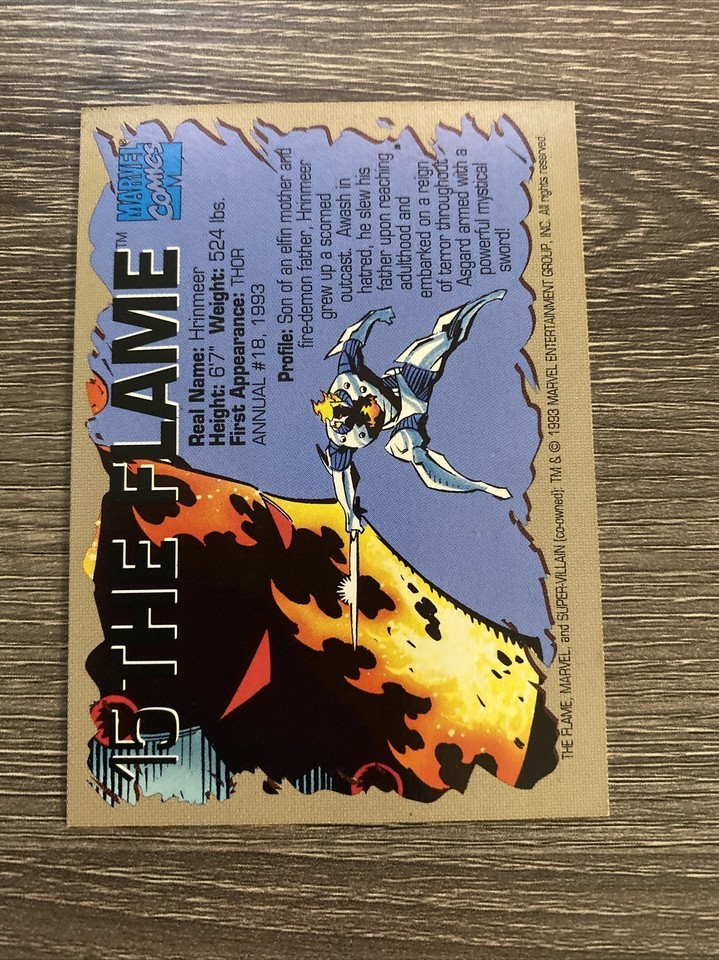 15 THE FLAME™
MARVEL®
COMICS
M
Real Name: Hrinmeer
Height: 6'7" Weight: 524 lbs.
First Appearance: THOR
ANNUAL #18, 1993
Profile: Son of an elfin mother and
fire-demon father, Hrinmeer
grew up a scorned
outcast. Awash in
hatred, he slew his
father upon reaching
adulthood and
embarked on a reign
of terror throughout
Asgard armed with a
powerful mystical
sword!
THE FLAME, MARVEL, and SUPER-VILLAIN (co-owned): TM & © 1993 MARVEL ENTERTAINMENT GROUP, INC. All rights reserved.